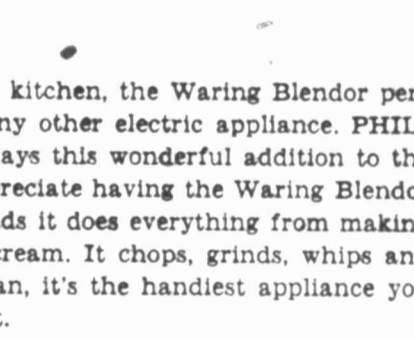 kitchen, the Waring Blendor per
ny other electric appliance. PHIL
ays this wonderful addition to th
reciate having the Waring Blendo
ds it does everything from makin
ream. It chops, grinds, whips an
an, it's the handiest appliance yo
t.